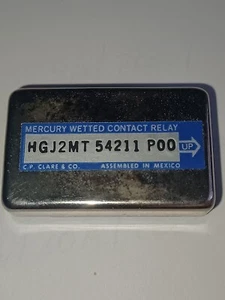 MERCURY WETTED CONTACT RELAY
HGJ2MT 54211 P00
UP
C.P. CLARE & CO. ASSEMBLED IN MEXICO